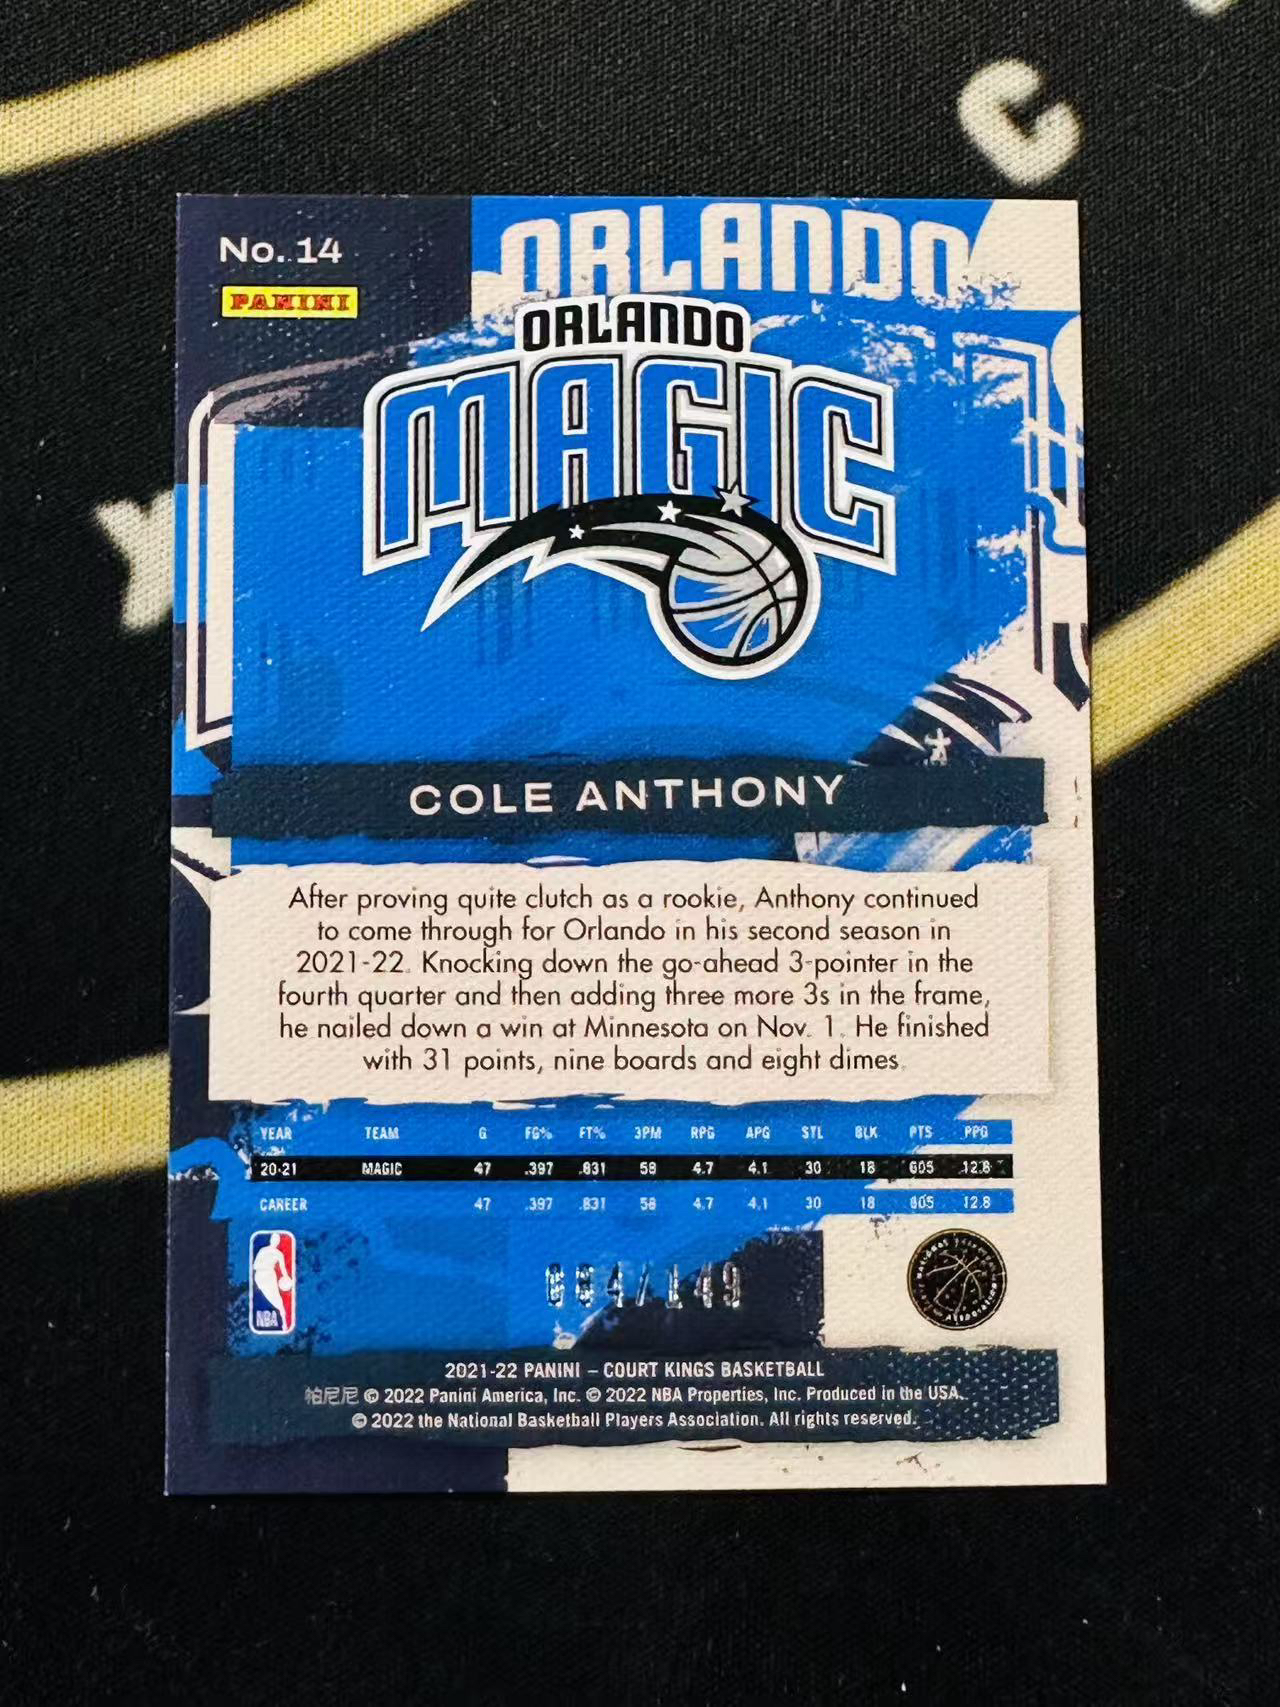 No. 14
PANINI
ORLANDO
ORLANDO
MAGIC
COLE ANTHONY
After proving quite clutch as a rookie, Anthony continued
to come through for Orlando in his second season in
2021-22. Knocking down the go-ahead 3-pointer in the
fourth quarter and then adding three more 3s in the frame,
he nailed down a win at Minnesota on Nov. 1. He finished
with 31 points, nine boards and eight dimes.
YEAR TEAM G FG% FT% 3PM RPG APG STL BLK PTS PPG
20-21 MAGIC 47 .397 .831 58 4.7 4.1 30 18 605 12.8
CAREER 47 .397 .831 58 4.7 4.1 30 18 605 12.8
NBA
004/149
2021-22 PANINI – COURT KINGS BASKETBALL
帕尼尼 © 2022 Panini America, Inc. © 2022 NBA Properties, Inc. Produced in the USA.
© 2022 the National Basketball Players Association. All rights reserved.